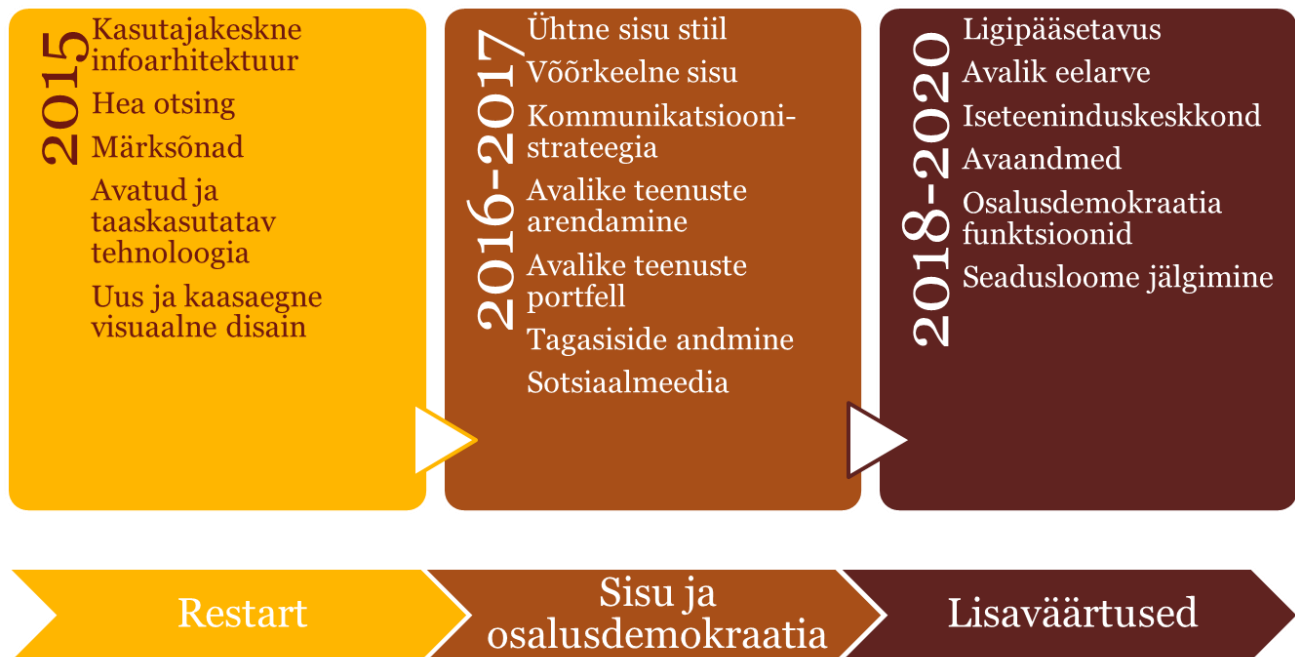 2015
Kasutajakeskne
infoarhitektuur
Hea otsing
Märksõnad
Avatud ja
taaskasutatav
tehnoloogia
Uus ja kaasaegne
visuaalne disain
2016-2017
Ühtne sisu stiil
Võõrkeelne sisu
Kommunikatsiooni-
strateegia
Avalike teenuste
arendamine
Avalike teenuste
portfell
Tagasiside andmine
Sotsiaalmeedia
2018-2020
Ligipääsetavus
Avalik eelarve
Iseteeninduskeskkond
Avaandmed
Osalusdemokraatia
funktsioonid
Seadusloome jälgimine
Restart
Sisu ja
osalusdemokraatia
Lisaväärtused